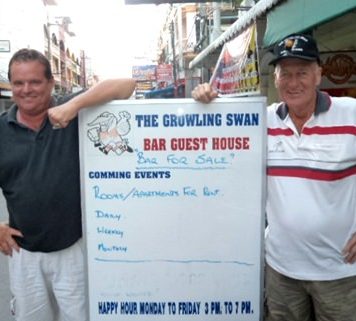 THE GROWLING SWAN
BAR GUEST HOUSE
BAR FOR SALE?
COMMING EVENTS
ROOMS/APARTMENTS FOR RENT.
DAILY
WEEKLY
MONTHLY
HAPPY HOUR MONDAY TO FRIDAY 3 PM: TO 7 PM.